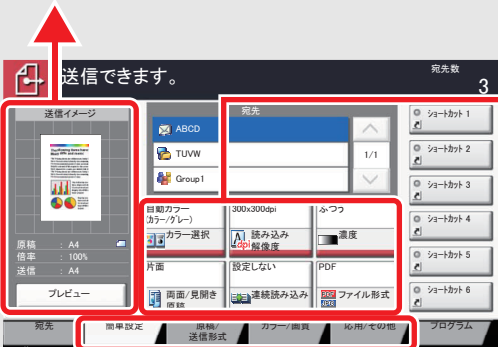 送信できます。
宛先数
3
送信イメージ
原稿 : A4
倍率 : 100%
送信 : A4
プレビュー
宛先
ABCD
TUVW
Group1
1/1
自動カラー
(カラー/グレー)
カラー選択
300x300dpi
dpi
読み込み
解像度
ふつう
濃度
片面
両面/見開き
原稿
設定しない
連続読み込み
PDF
ファイル形式
ショートカット 1
ショートカット 2
ショートカット 3
ショートカット 4
ショートカット 5
ショートカット 6
宛先
簡単設定
原稿/
送信形式
カラー/画質
応用/その他
プログラム